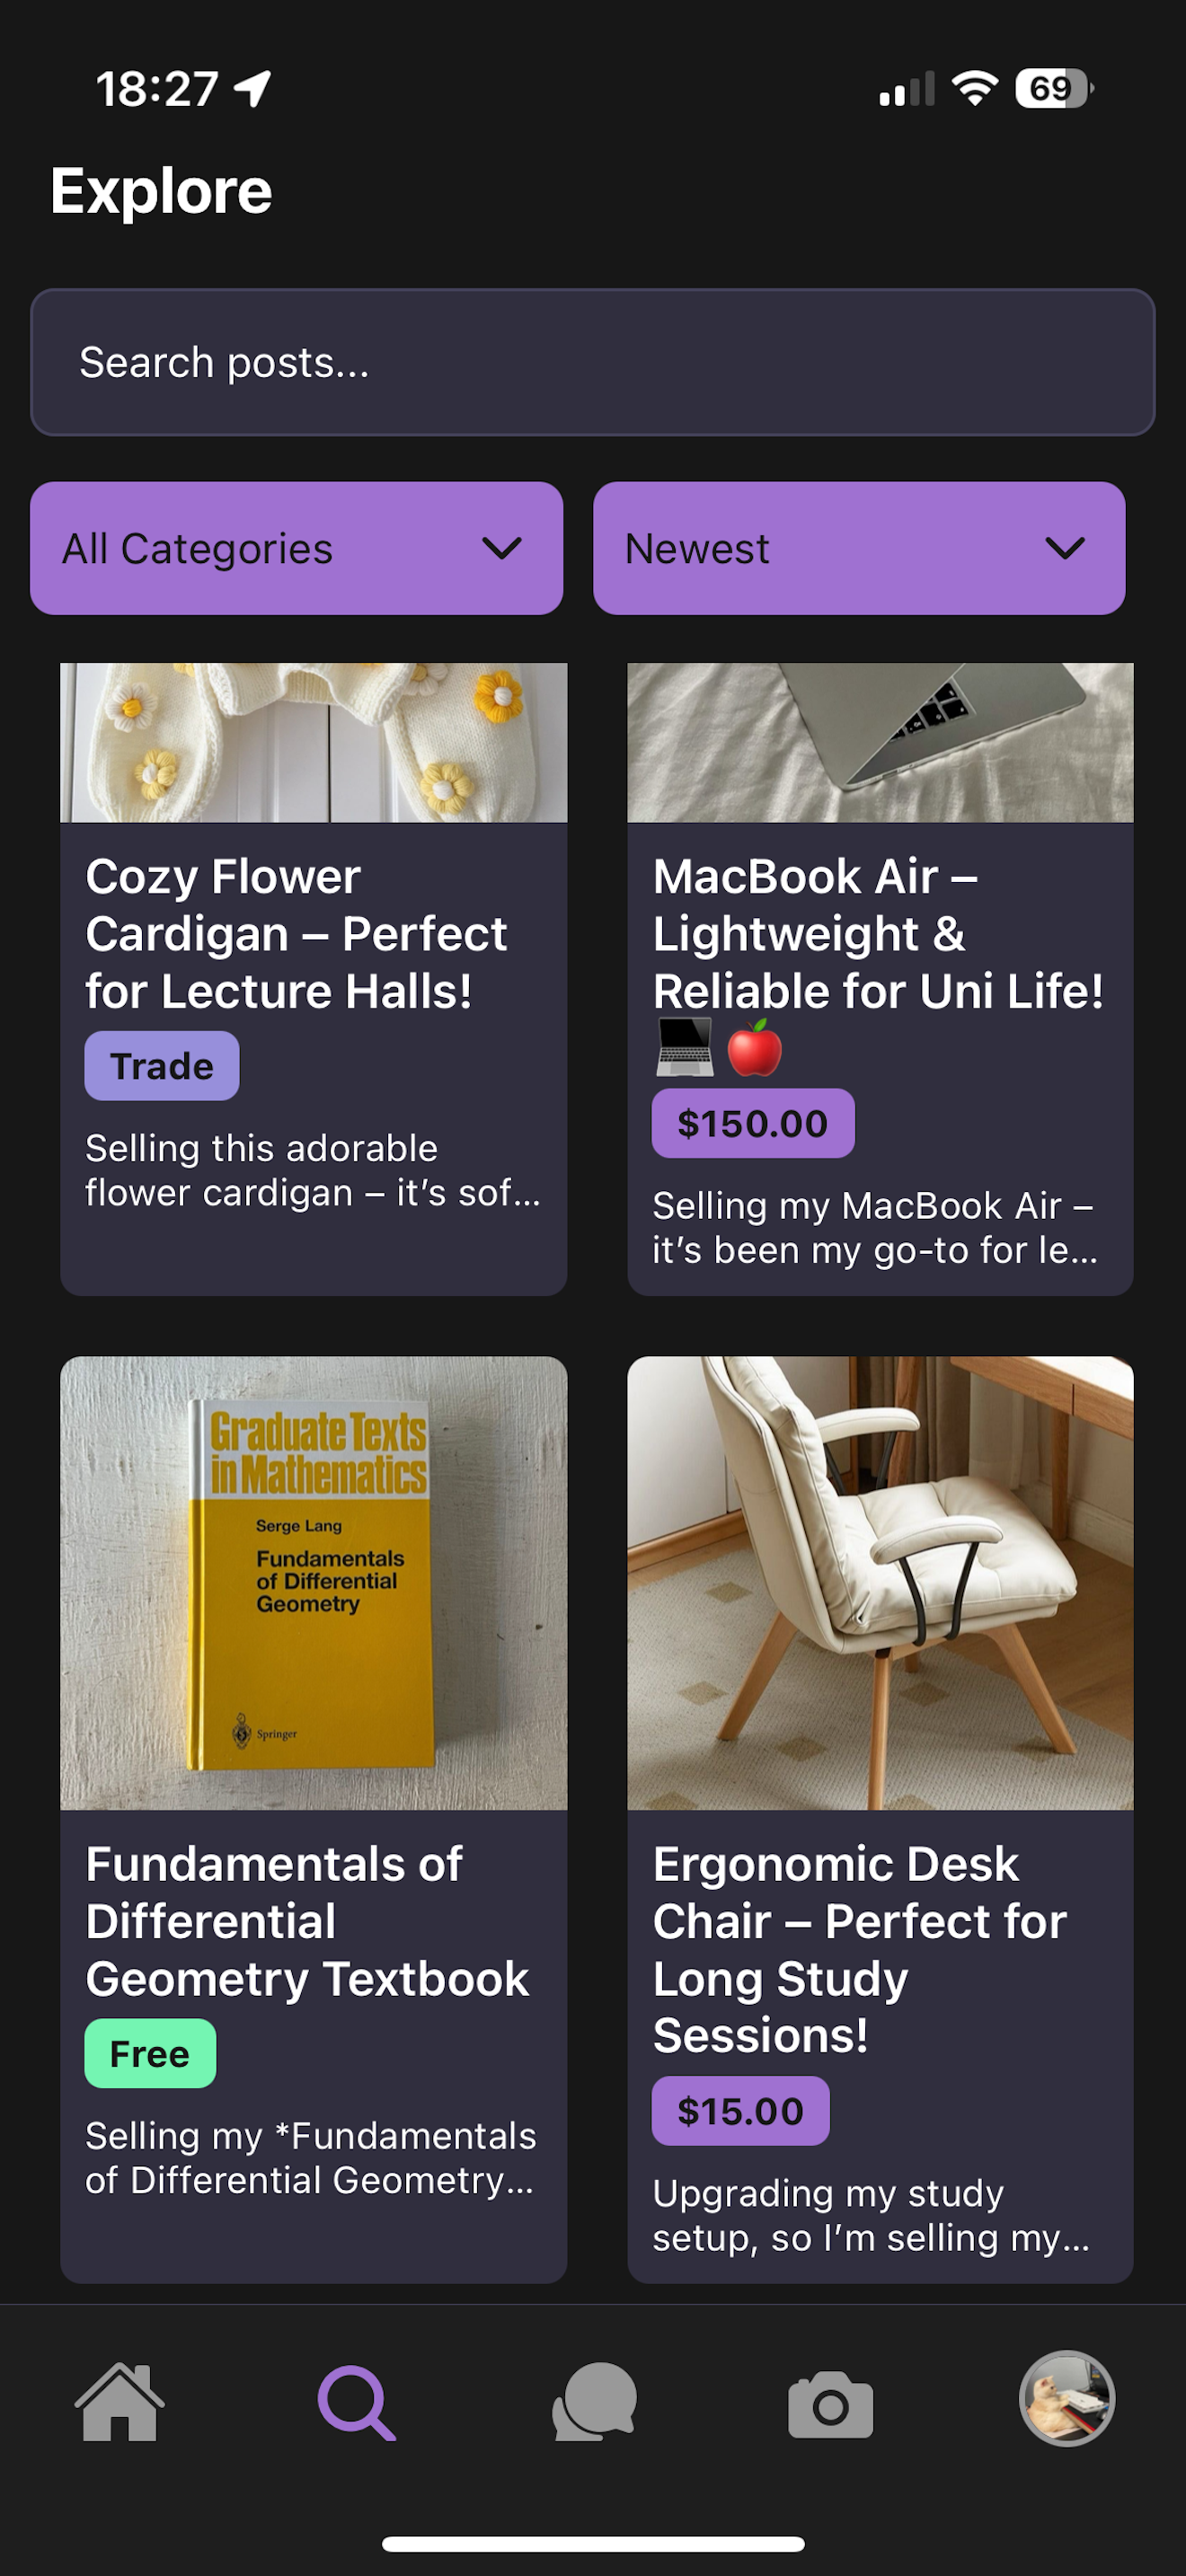 18:27
69
Explore
Search posts...
All Categories
Newest
Cozy Flower
Cardigan – Perfect
for Lecture Halls!
Trade
Selling this adorable
flower cardigan – it’s sof...
MacBook Air –
Lightweight &
Reliable for Uni Life!
💻🍎
$150.00
Selling my MacBook Air –
it’s been my go-to for le...
Graduate Texts
in Mathematics
Serge Lang
Fundamentals
of Differential
Geometry
Springer
Fundamentals of
Differential
Geometry Textbook
Free
Selling my *Fundamentals
of Differential Geometry...
Ergonomic Desk
Chair – Perfect for
Long Study
Sessions!
$15.00
Upgrading my study
setup, so I’m selling my...